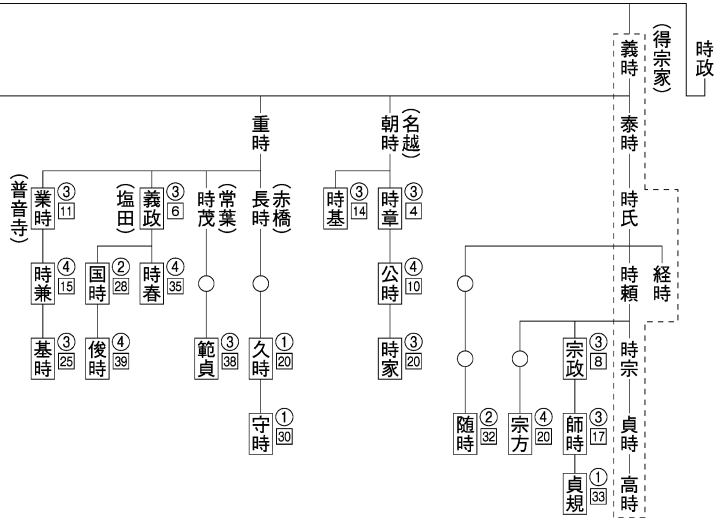 時政
(得宗家)
義時
泰時
時氏
経時
時頼
時宗
貞時
高時
③
8
宗政
③
17
師時
①
33
貞規
④
20
宗方
②
32
随時
(名越)
朝時
③
4
時章
④
10
公時
③
20
時家
③
14
時基
重時
(赤橋)
長時
①
20
久時
①
30
守時
(常葉)
時茂
③
38
範貞
③
6
義政
(塩田)
④
35
時春
②
28
国時
④
39
俊時
③
11
業時
(普音寺)
④
15
時兼
③
25
基時